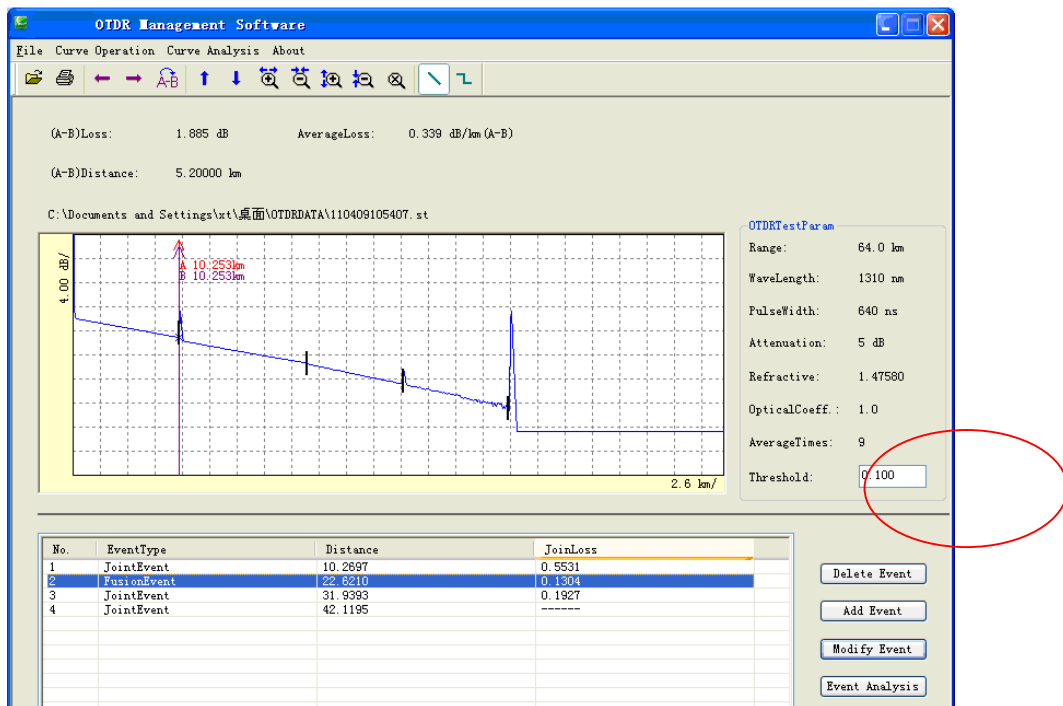 OTDR Management Software
File Curve Operation Curve Analysis About
A-B
(A-B)Loss: 1.885 dB AverageLoss: 0.339 dB/km(A-B)
(A-B)Distance: 5.20000 km
C:\Documents and Settings\xt\桌面\OTDRDATA\110409105407.st
4.00 dB/
A 10.253km
B 10.253km
2.6 km/
OTDRTestParam
Range: 64.0 km
WaveLength: 1310 nm
PulseWidth: 640 ns
Attenuation: 5 dB
Refractive: 1.47580
OpticalCoeff.: 1.0
AverageTimes: 9
Threshold: 0.100
No. EventType Distance JoinLoss
1 JointEvent 10.2697 0.5531
2 FusionEvent 22.6210 0.1304
3 JointEvent 31.9393 0.1927
4 JointEvent 42.1195 ------
Delete Event
Add Event
Modify Event
Event Analysis